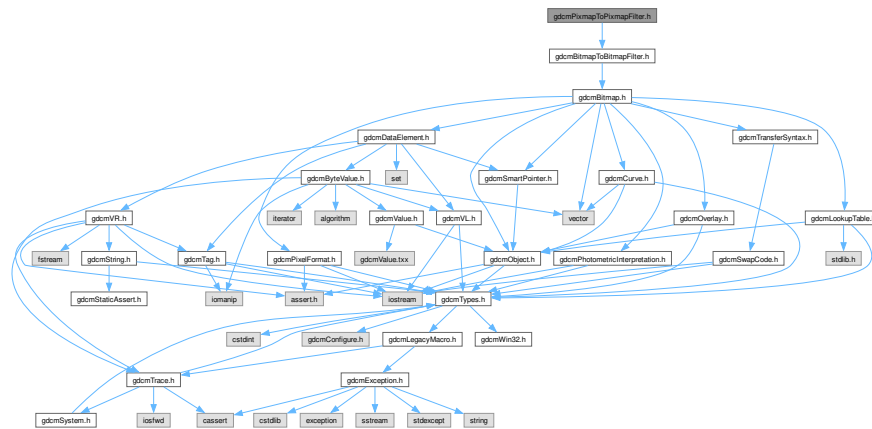 gdcmPixmapToPixmapFilter.h
gdcmBitmapToBitmapFilter.h
gdcmBitmap.h
gdcmDataElement.h
gdcmTransferSyntax.h
gdcmByteValue.h
set
gdcmSmartPointer.h
gdcmCurve.h
gdcmVR.h
iterator
algorithm
gdcmValue.h
gdcmVL.h
vector
gdcmOverlay.h
gdcmLookupTable.
fstream
gdcmString.h
gdcmTag.h
gdcmPixelFormat.h
gdcmValue.txx
gdcmObject.h
gdcmPhotometricInterpretation.h
gdcmSwapCode.h
stdlib.h
gdcmStaticAssert.h
iomanip
assert.h
iostream
gdcmTypes.h
cstdint
gdcmConfigure.h
gdcmLegacyMacro.h
gdcmWin32.h
gdcmTrace.h
gdcmException.h
gdcmSystem.h
iosfwd
cassert
cstdlib
exception
sstream
stdexcept
string